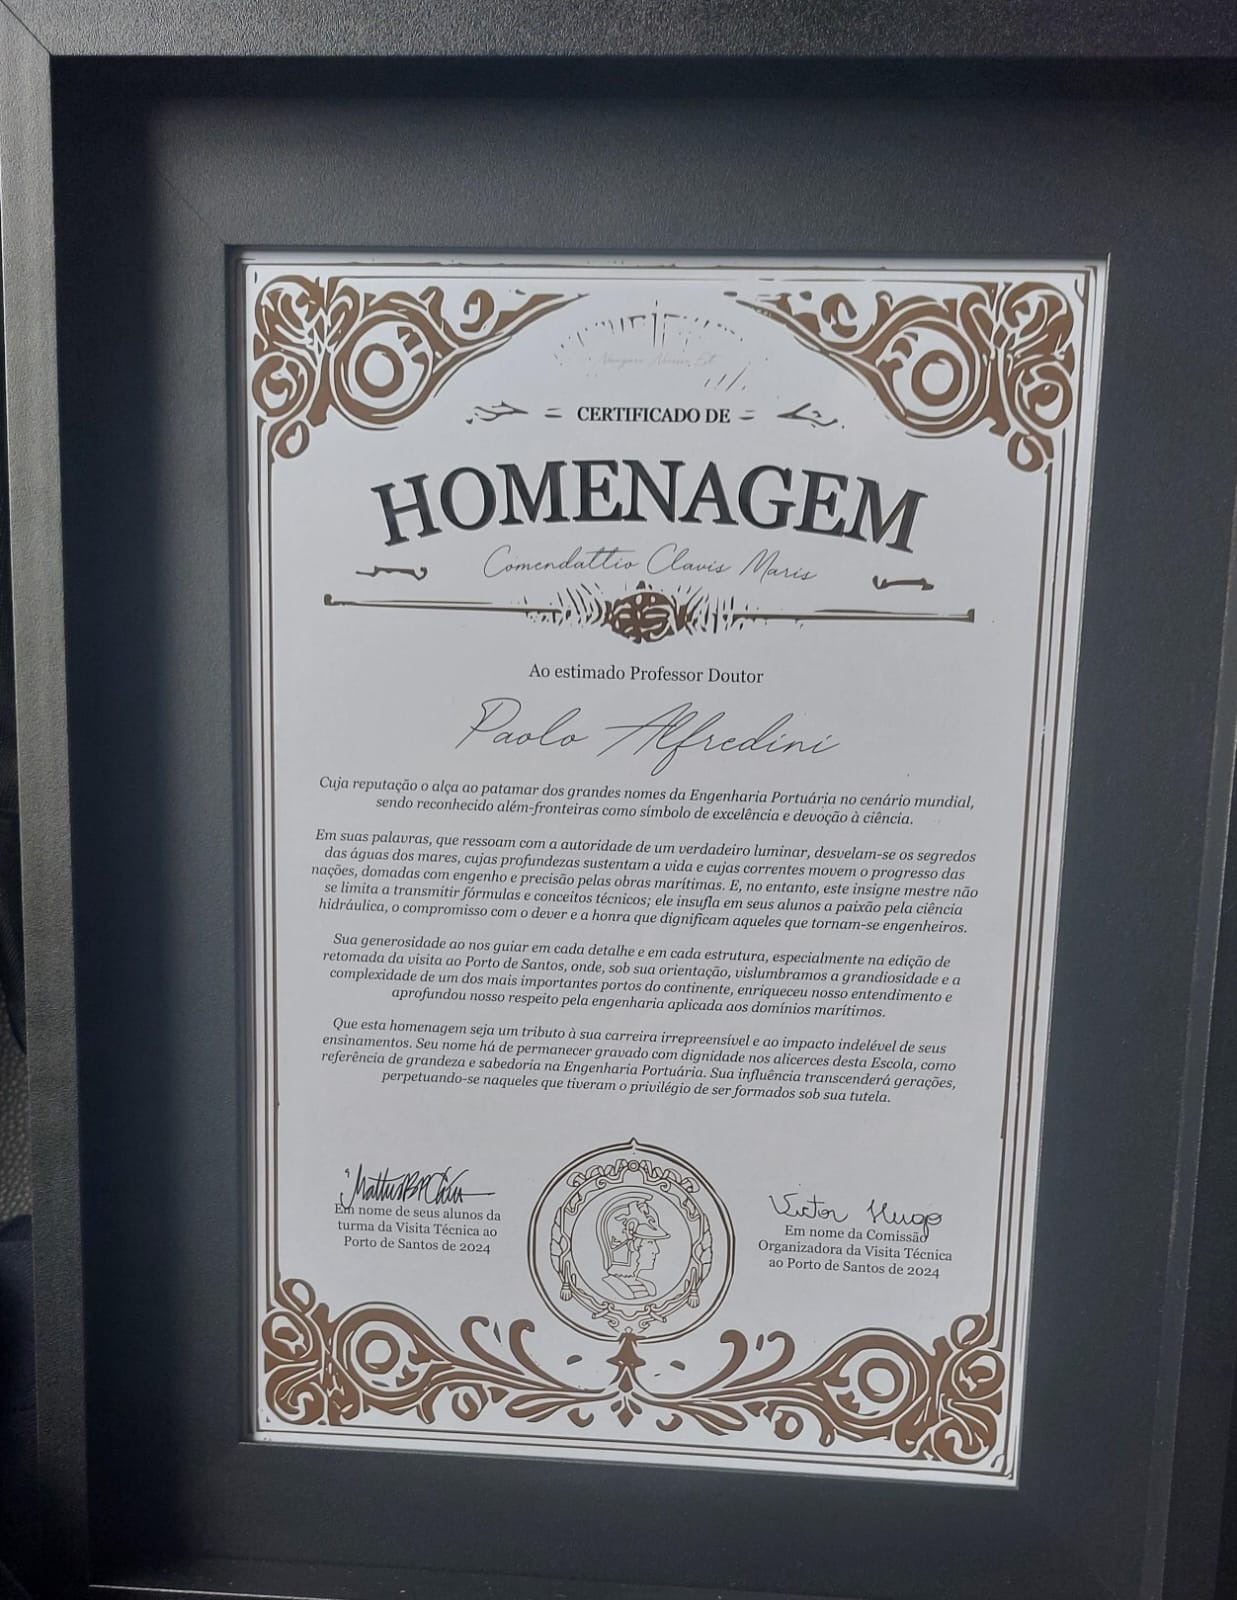 CERTIFICADO DE
HOMENAGEM
Comendattio Clavis Maris
Ao estimado Professor Doutor
Paolo Alfredini
Cuja reputação o alça ao patamar dos grandes nomes da Engenharia Portuária no cenário mundial,
sendo reconhecido além-fronteiras como símbolo de excelência e devoção à ciência.
Em suas palavras, que ressoam com a autoridade de um verdadeiro luminar, desvelam-se os segredos
das águas dos mares, cujas profundezas sustentam a vida e cujas correntes movem o progresso das
nações, domadas com engenho e precisão pelas obras marítimas. E, no entanto, este insigne mestre não
se limita a transmitir fórmulas e conceitos técnicos; ele insufla em seus alunos a paixão pela ciência
hidráulica, o compromisso com o dever e a honra que dignificam aqueles que tornam-se engenheiros.
Sua generosidade ao nos guiar em cada detalhe e em cada estrutura, especialmente na edição de
retomada da visita ao Porto de Santos, onde, sob sua orientação, vislumbramos a grandiosidade e a
complexidade de um dos mais importantes portos do continente, enriqueceu nosso entendimento e
aprofundou nosso respeito pela engenharia aplicada aos domínios marítimos.
Que esta homenagem seja um tributo à sua carreira irrepreensível e ao impacto indelével de seus
ensinamentos. Seu nome há de permanecer gravado com dignidade nos alicerces desta Escola, como
referência de grandeza e sabedoria na Engenharia Portuária. Sua influência transcenderá gerações,
perpetuando-se naqueles que tiveram o privilégio de ser formados sob sua tutela.
Em nome de seus alunos da
turma da Visita Técnica ao
Porto de Santos de 2024
Victor Hugo
Em nome da Comissão
Organizadora da Visita Técnica
ao Porto de Santos de 2024